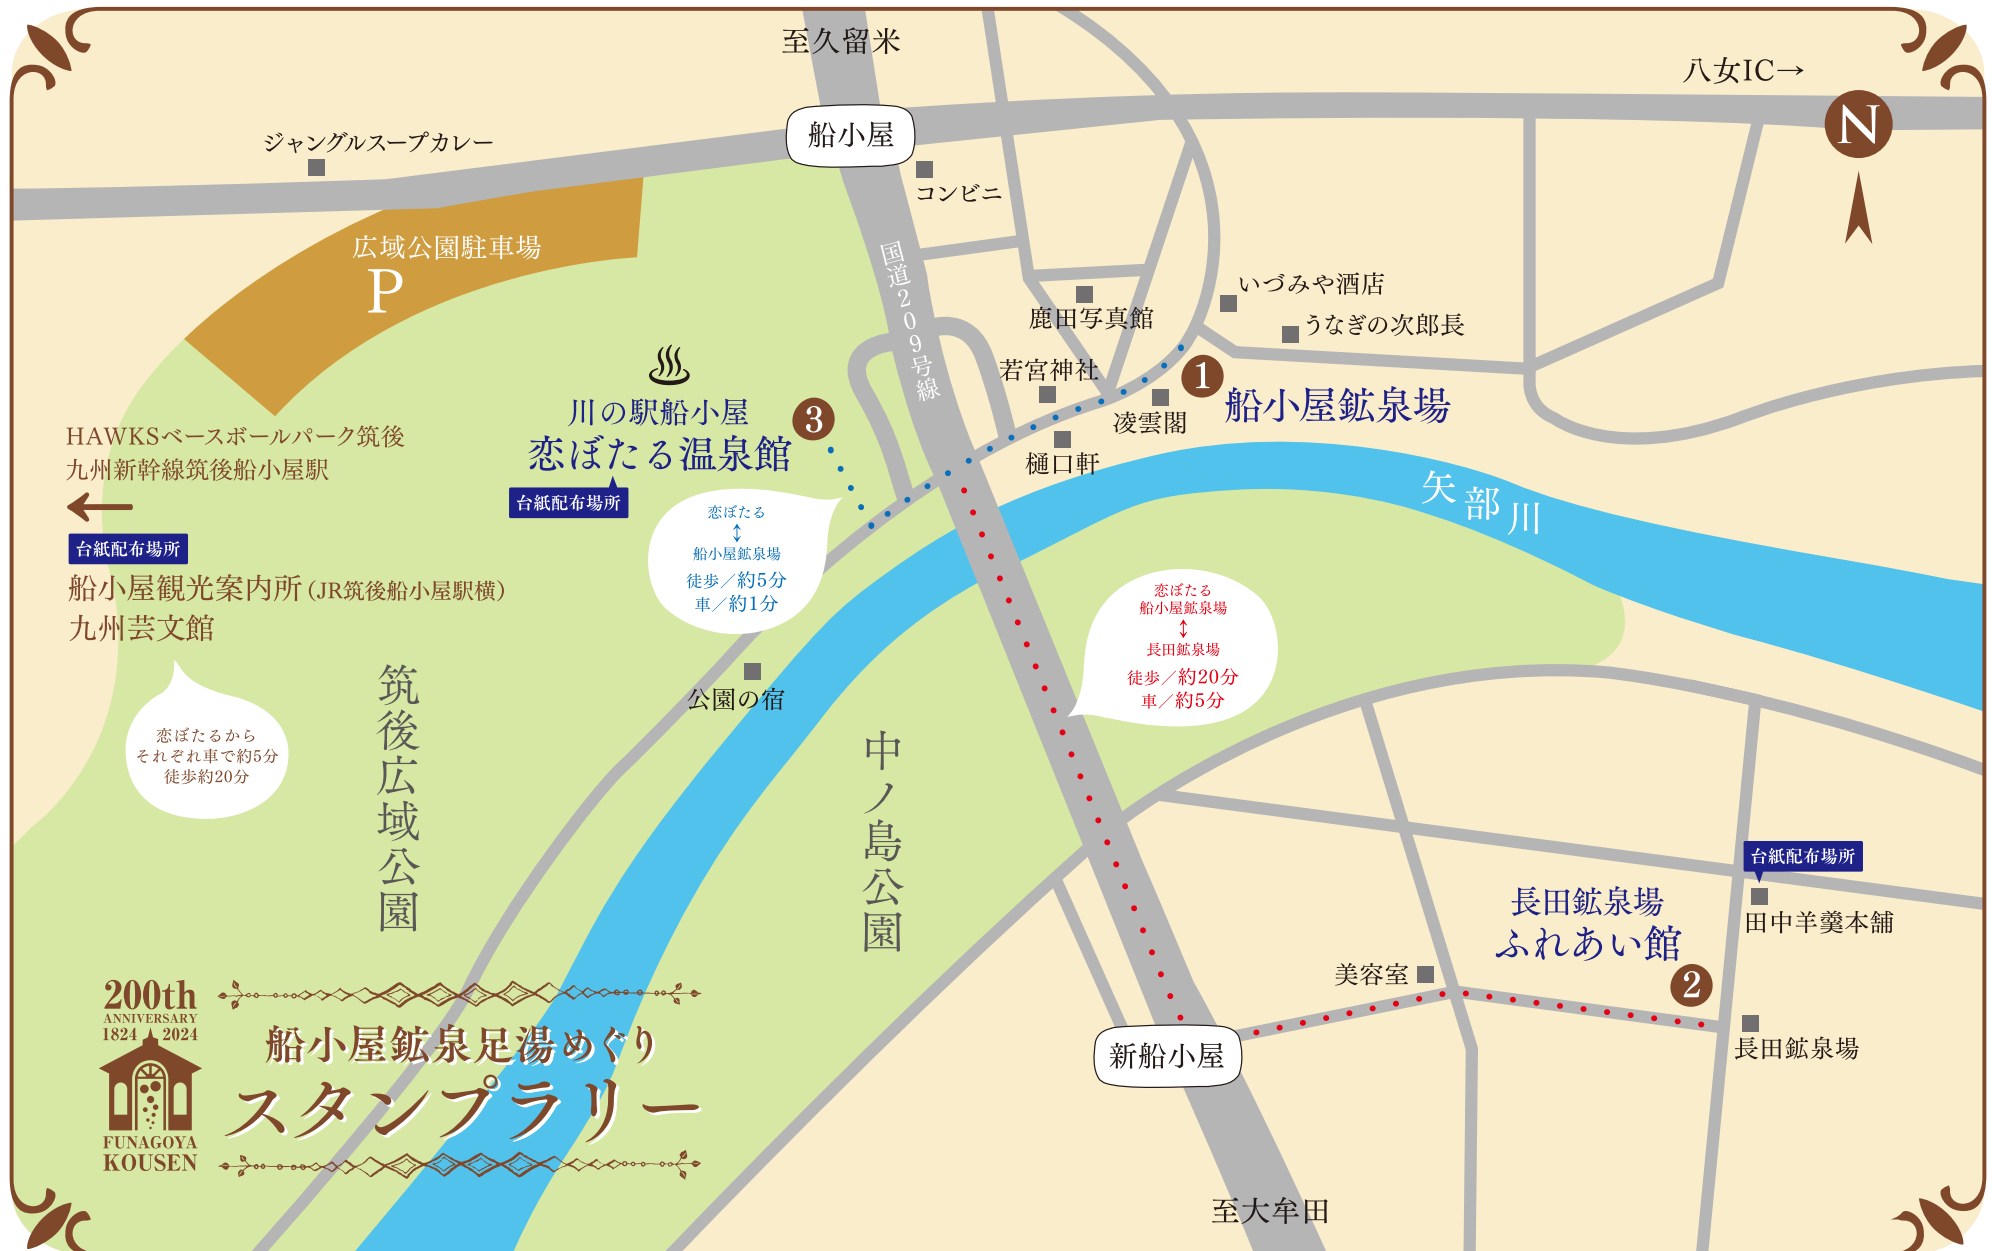 至久留米
八女IC→
N
船小屋
ジャングルスープカレー
コンビニ
広域公園駐車場
P
国道209号線
いづみや酒店
鹿田写真館
うなぎの次郎長
若宮神社
1
船小屋鉱泉場
凌雲閣
樋口軒
川の駅船小屋
恋ぼたる温泉館
3
台紙配布場所
HAWKSベースボールパーク筑後
九州新幹線筑後船小屋駅
台紙配布場所
船小屋観光案内所(JR筑後船小屋駅横)
九州芸文館
恋ぼたる
↕
船小屋鉱泉場
徒歩/約5分
車/約1分
矢部川
恋ぼたる
船小屋鉱泉場
↕
長田鉱泉場
徒歩/約20分
車/約5分
公園の宿
恋ぼたるから
それぞれ車で約5分
徒歩約20分
筑後広域公園
中ノ島公園
台紙配布場所
田中羊羹本舗
長田鉱泉場
ふれあい館
2
美容室
長田鉱泉場
新船小屋
至大牟田
200th
ANNIVERSARY
1824 2024
FUNAGOYA
KOUSEN
船小屋鉱泉足湯めぐり
スタンプラリー